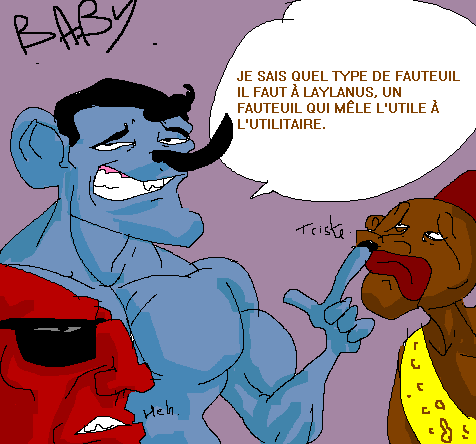 BABY
JE SAIS QUEL TYPE DE FAUTEUIL
IL FAUT À LAYLANUS, UN
FAUTEUIL QUI MÊLE L'UTILE À
L'UTILITAIRE.
Triste.
Heh.